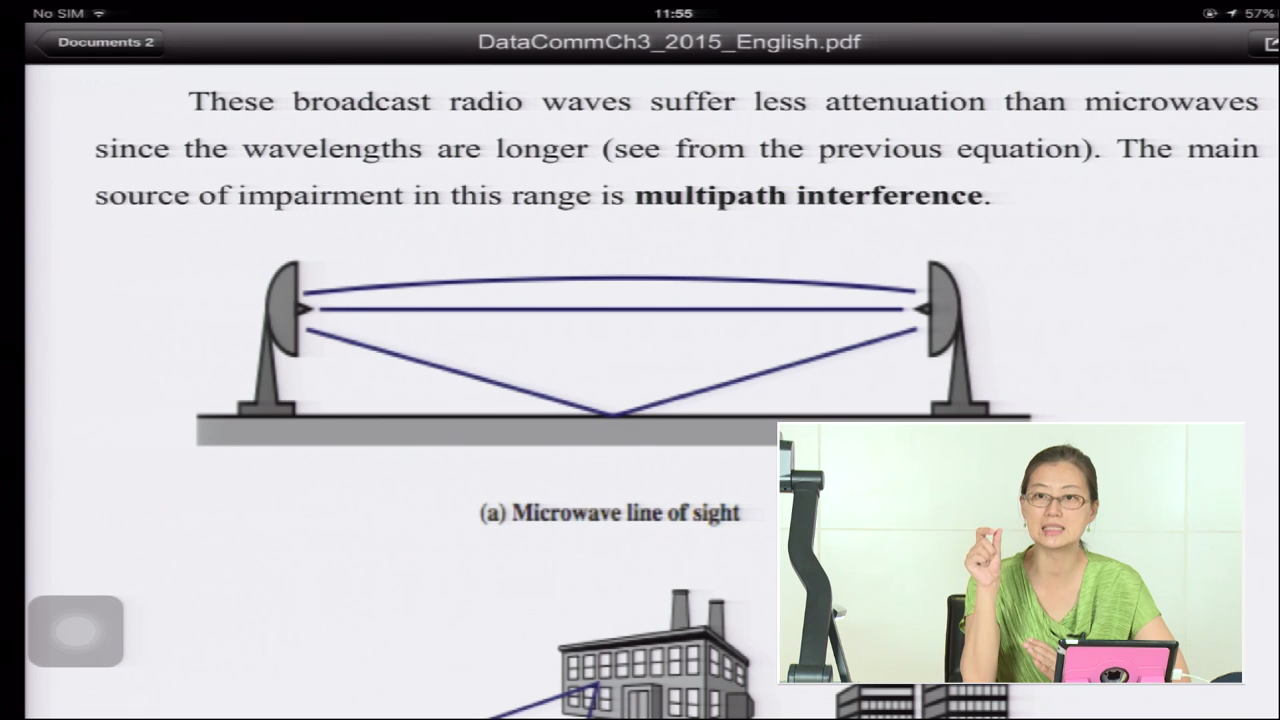 No SIM
11:55
57%
Documents 2
DataCommCh3_2015_English.pdf
These broadcast radio waves suffer less attenuation than microwaves
since the wavelengths are longer (see from the previous equation). The main
source of impairment in this range is multipath interference.
(a) Microwave line of sight